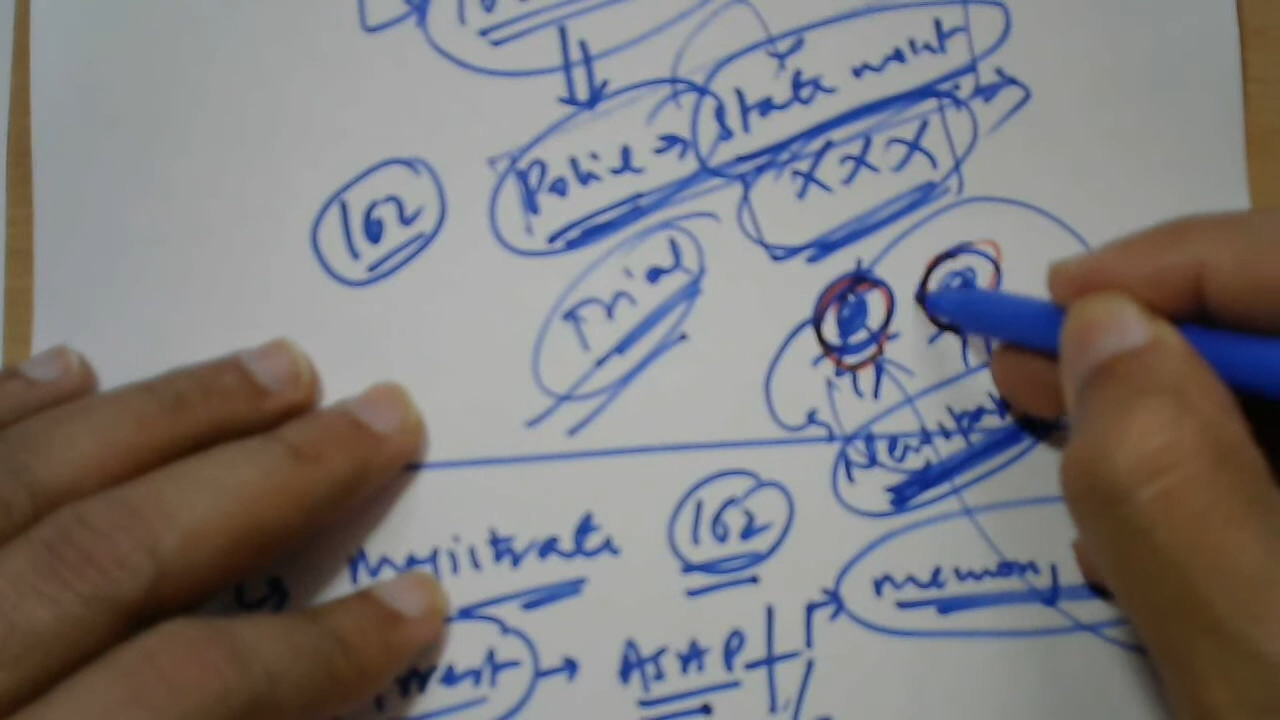 Statement
Police →
XXX
162
Trial
Magistrate 162
memory
→ ASAP